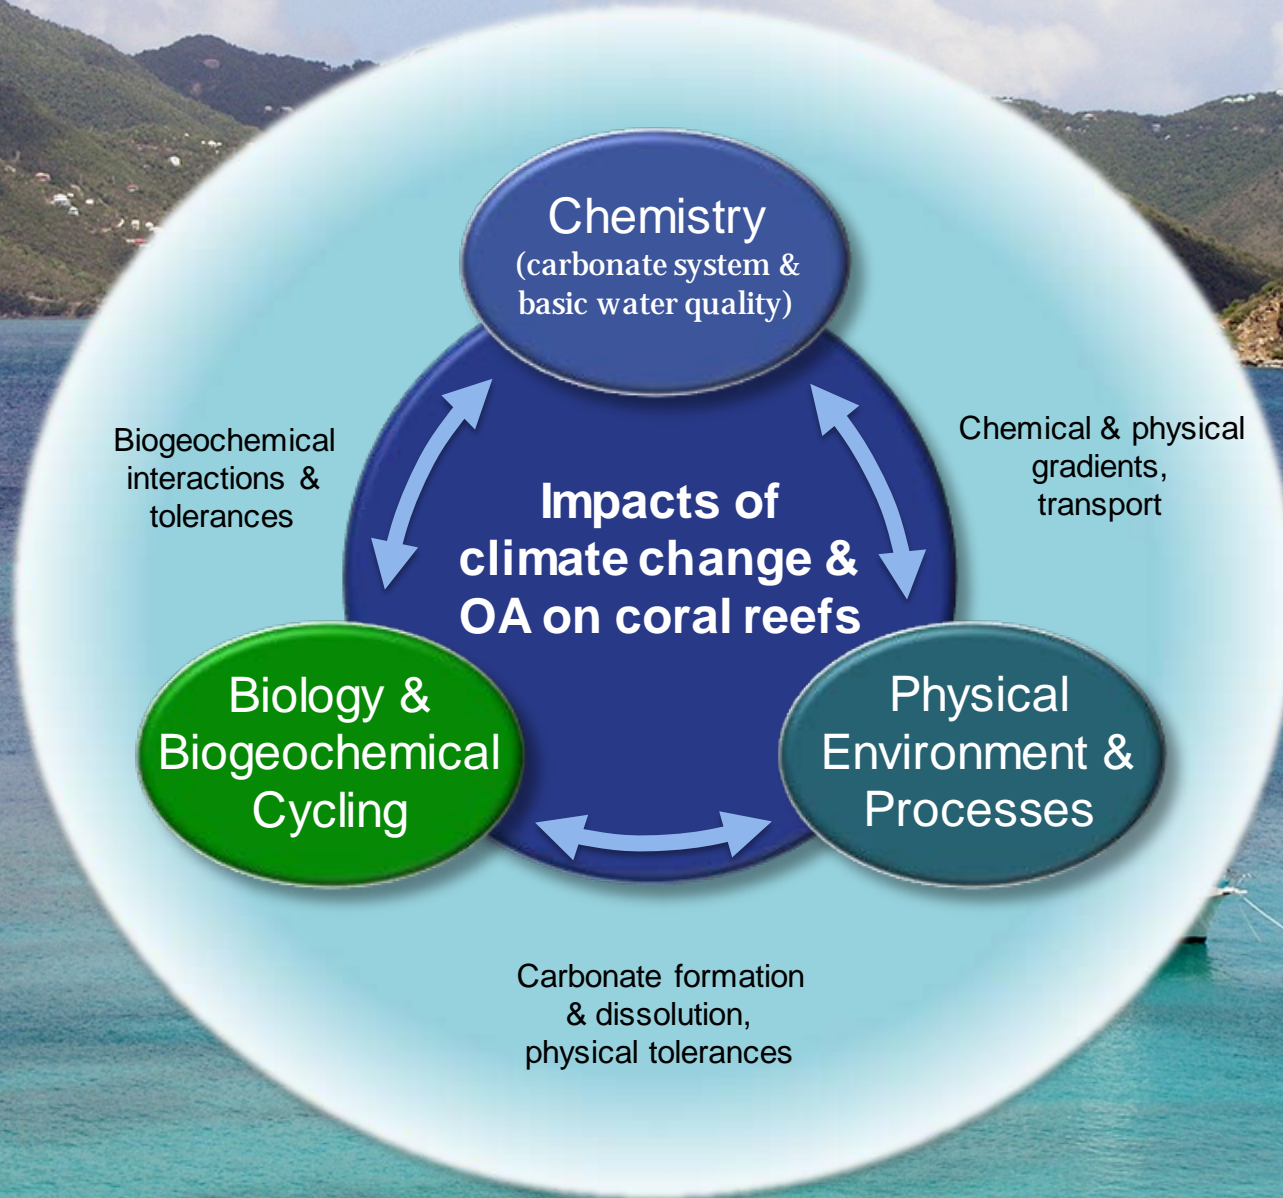 Chemistry
(carbonate system &
basic water quality)
Biogeochemical
interactions &
tolerances
Chemical & physical
gradients,
transport
Impacts of
climate change &
OA on coral reefs
Biology &
Biogeochemical
Cycling
Physical
Environment &
Processes
Carbonate formation
& dissolution,
physical tolerances